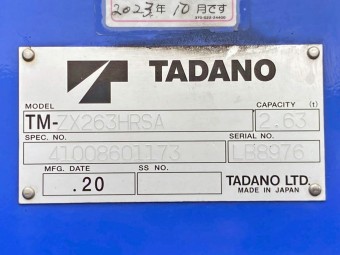 2023年 10月です
TADANO
MODEL CAPACITY (t)
TM-ZX263HRSA 2.63
SPEC. NO. SERIAL NO.
41008601173 LE8976
MFG. DATE SS NO.
.20
TADANO LTD.
MADE IN JAPAN